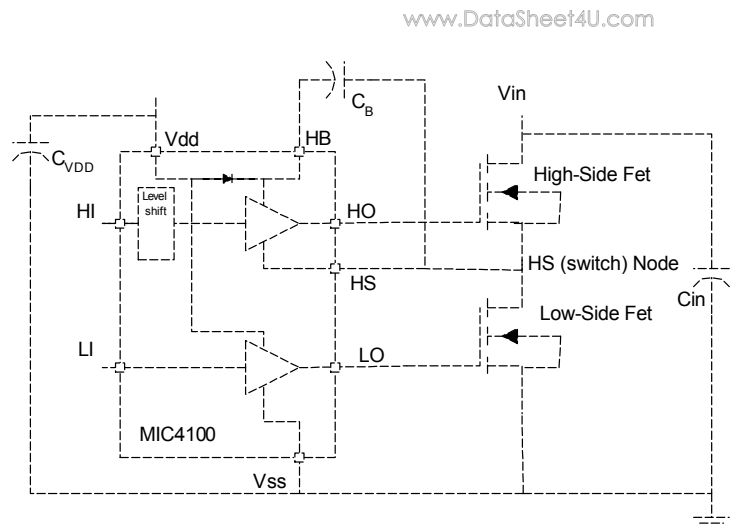 www.DataSheet4U.com
C_B
Vin
C_VDD
Vdd
HB
High-Side Fet
Level
shift
HI
HO
HS (switch) Node
HS
Cin
Low-Side Fet
LI
LO
MIC4100
Vss